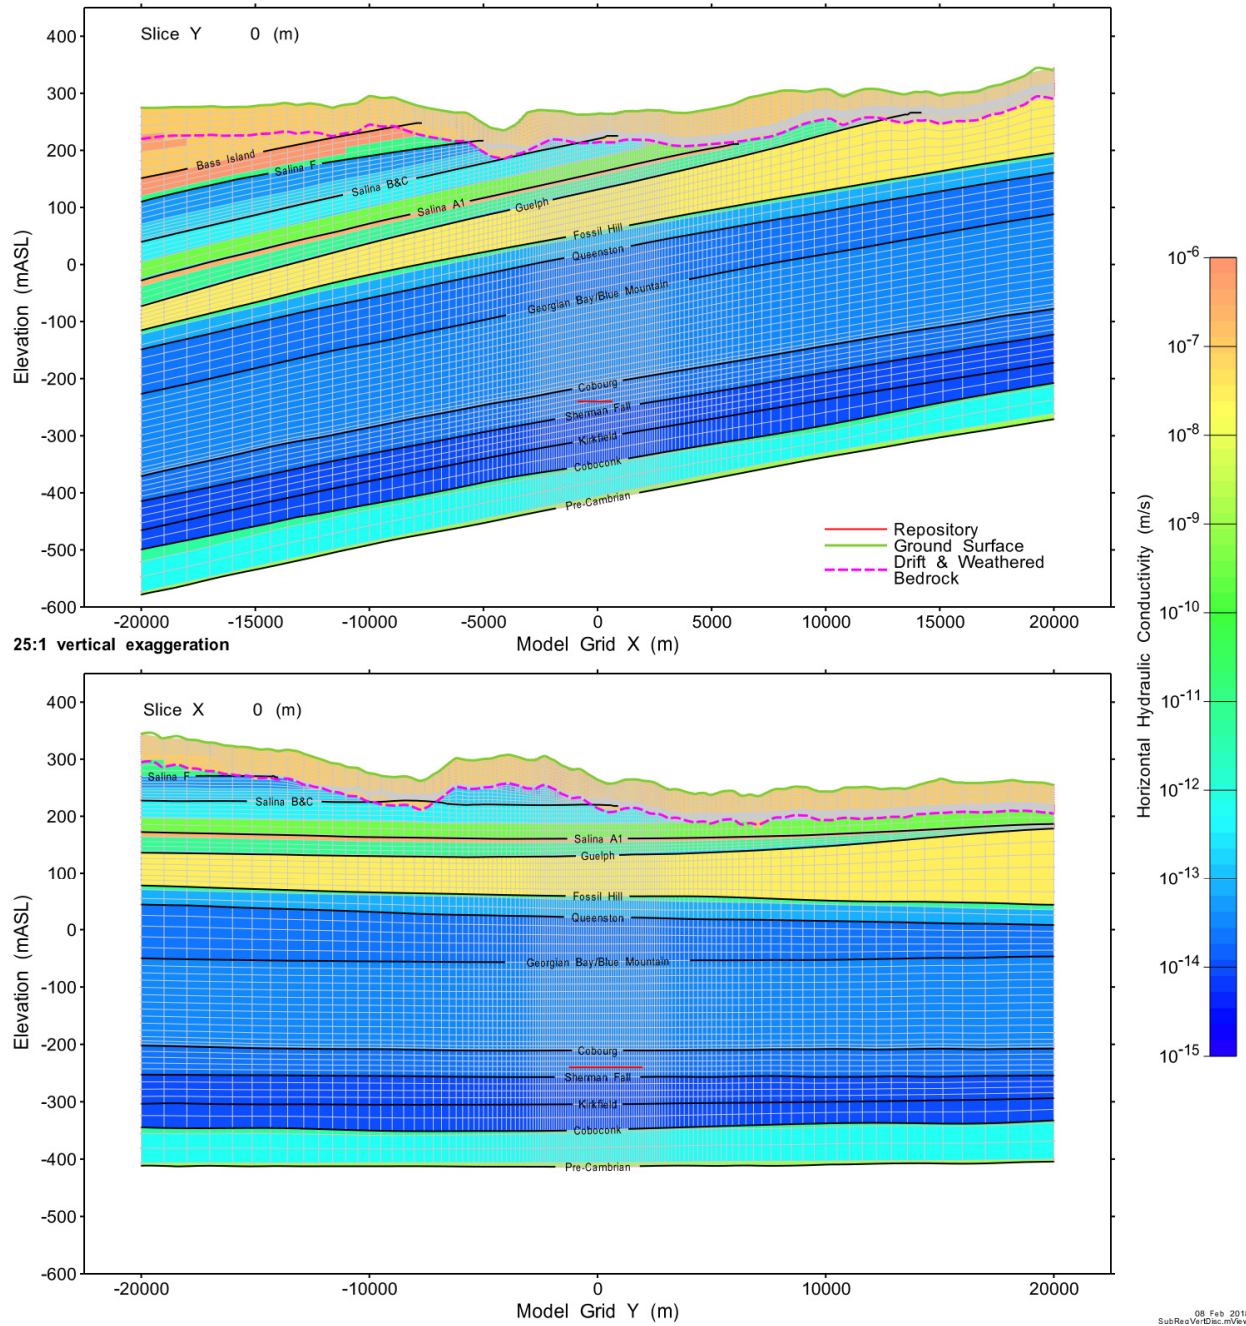 Slice Y 0 (m)
400
300
200
100
0
-100
-200
-300
-400
-500
-600
Elevation (mASL)
Bass Island
Salina F
Salina B&C
Salina A1
Guelph
Fossil Hill
Queenston
Georgian Bay/Blue Mountain
Cobourg
Sherman Fall
Kirkfield
Coboconk
Pre-Cambrian
Repository
Ground Surface
Drift & Weathered
Bedrock
-20000 -15000 -10000 -5000 0 5000 10000 15000 20000
25:1 vertical exaggeration
Model Grid X (m)
Slice X 0 (m)
400
300
200
100
0
-100
-200
-300
-400
-500
-600
Elevation (mASL)
Salina F
Salina B&C
Salina A1
Guelph
Fossil Hill
Queenston
Georgian Bay/Blue Mountain
Cobourg
Sherman Fall
Kirkfield
Coboconk
Pre-Cambrian
-20000 -10000 0 10000 20000
Model Grid Y (m)
10-6
10-7
10-8
10-9
10-10
10-11
10-12
10-13
10-14
10-15
Horizontal Hydraulic Conductivity (m/s)
08 Feb
SubRegVertDisc.mView